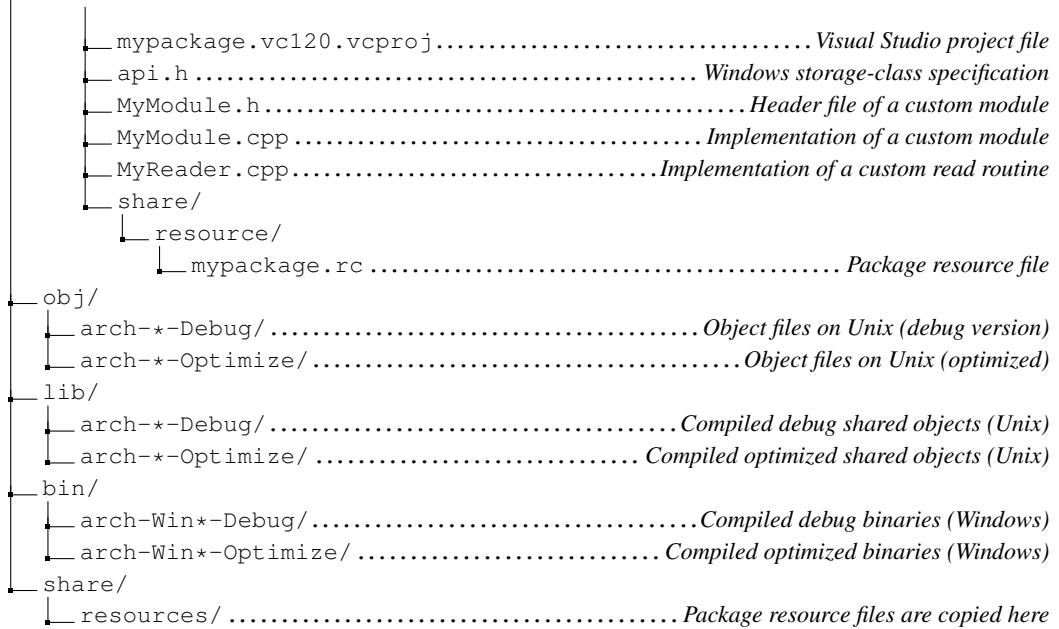 mypackage.vc120.vcproj......................................Visual Studio project file
api.h ................................................. Windows storage-class specification
MyModule.h................................................Header file of a custom module
MyModule.cpp.........................................Implementation of a custom module
MyReader.cpp.....................................Implementation of a custom read routine
share/
resource/
mypackage.rc ............................................... Package resource file
obj/
arch-*-Debug/...........................................Object files on Unix (debug version)
arch-*-Optimize/...........................................Object files on Unix (optimized)
lib/
arch-*-Debug/.........................................Compiled debug shared objects (Unix)
arch-*-Optimize/ ................................. Compiled optimized shared objects (Unix)
bin/
arch-Win*-Debug/.......................................Compiled debug binaries (Windows)
arch-Win*-Optimize/ .............................. Compiled optimized binaries (Windows)
share/
resources/ ............................................. Package resource files are copied here